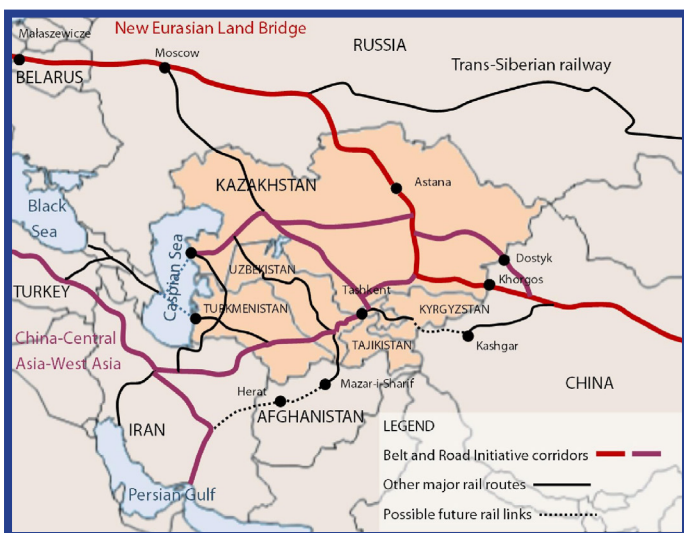 New Eurasian Land Bridge
Małaszewicze
RUSSIA
Moscow
Trans-Siberian railway
BELARUS
KAZAKHSTAN
Astana
Black
Sea
Caspian Sea
Dostyk
UZBEKISTAN
Khorgos
TURKEY
Tashkent
TURKMENISTAN
KYRGYZSTAN
China-Central
Asia-West Asia
TAJIKISTAN
Kashgar
Herat
Mazar-i-Sharif
CHINA
AFGHANISTAN
IRAN
Persian Gulf
LEGEND
Belt and Road Initiative corridors
Other major rail routes
Possible future rail links